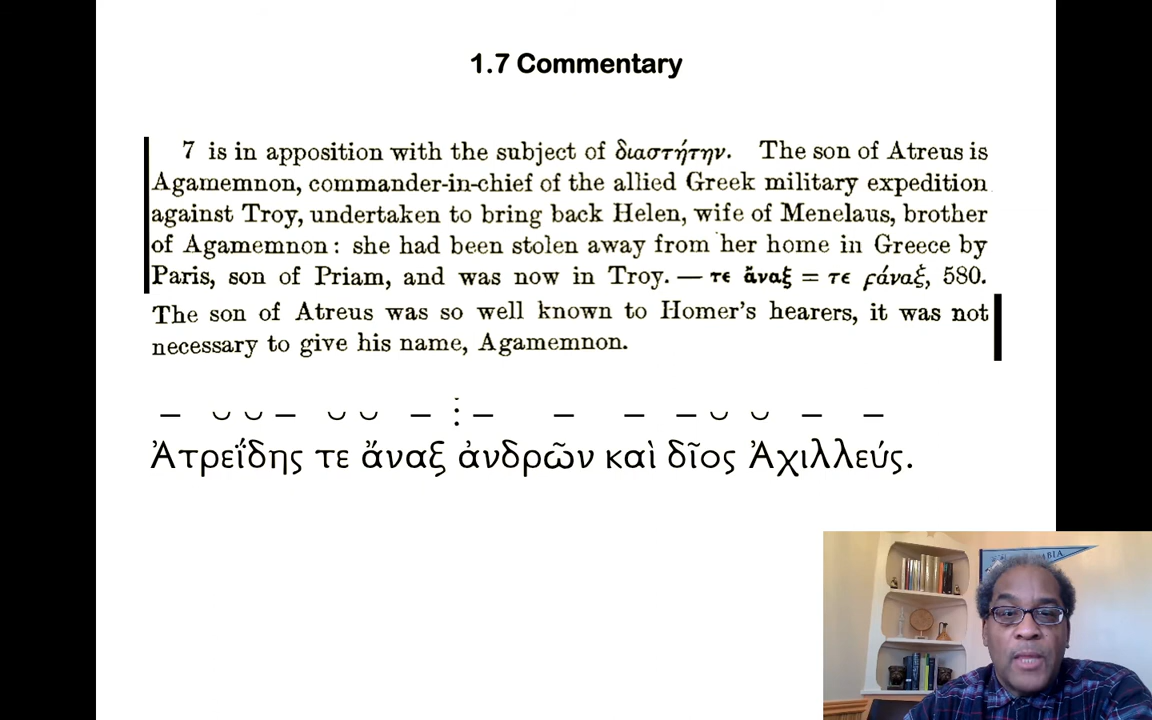 1.7 Commentary
7 is in apposition with the subject of διαστήτην. The son of Atreus is
Agamemnon, commander-in-chief of the allied Greek military expedition
against Troy, undertaken to bring back Helen, wife of Menelaus, brother
of Agamemnon: she had been stolen away from her home in Greece by
Paris, son of Priam, and was now in Troy. — τε ἄναξ = τε ϝάναξ, 580.
The son of Atreus was so well known to Homer's hearers, it was not
necessary to give his name, Agamemnon.
– ⏑ ⏑ – ⏑ ⏑ – ⋮ – – – – ⏑ ⏑ – –
Ἀτρεΐδης τε ἄναξ ἀνδρῶν καὶ δῖος Ἀχιλλεύς.